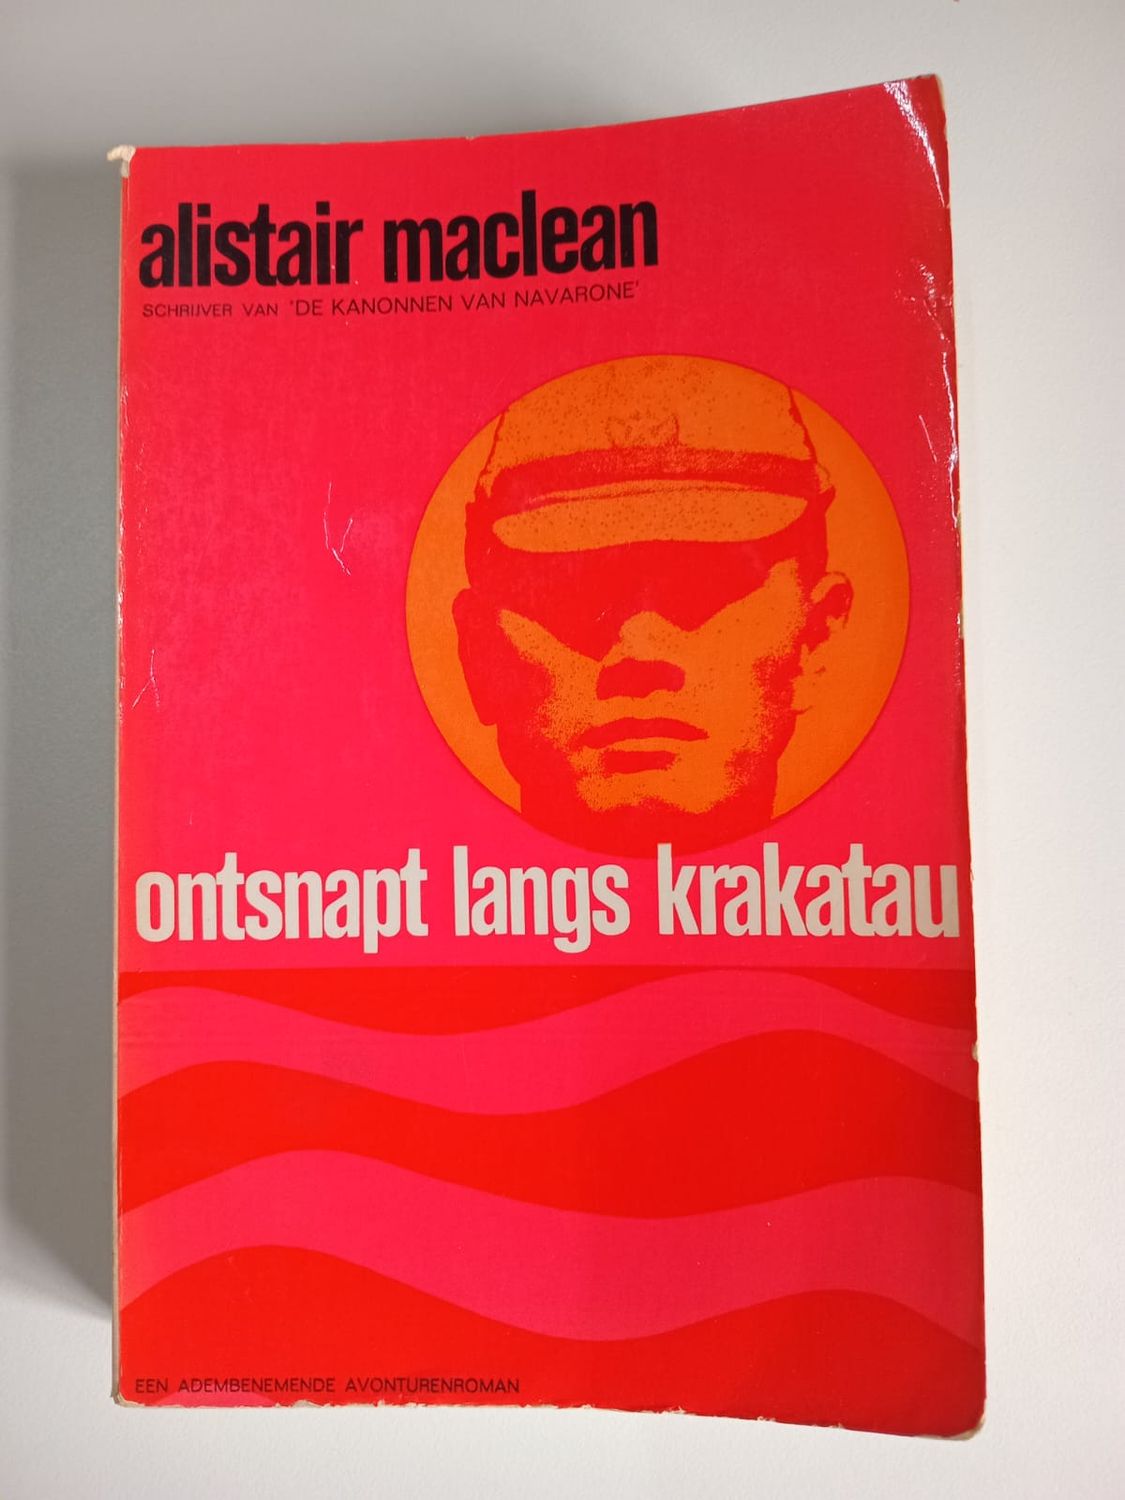 alistair maclean
SCHRIJVER VAN 'DE KANONNEN VAN NAVARONE'
ontsnapt langs krakatau
EEN ADEMBENEMENDE AVONTURENROMAN